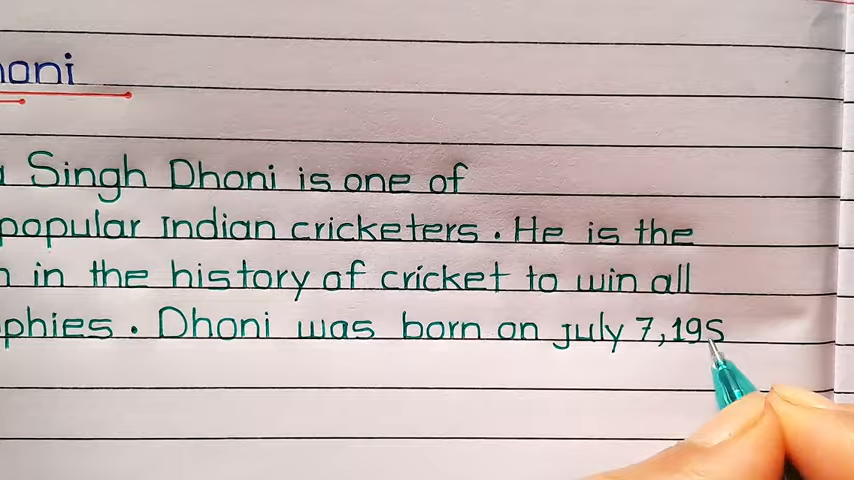 honi
Singh Dhoni is one of
popular Indian cricketers . He is the
n in the history of cricket to win all
phies . Dhoni was born on july 7,19S